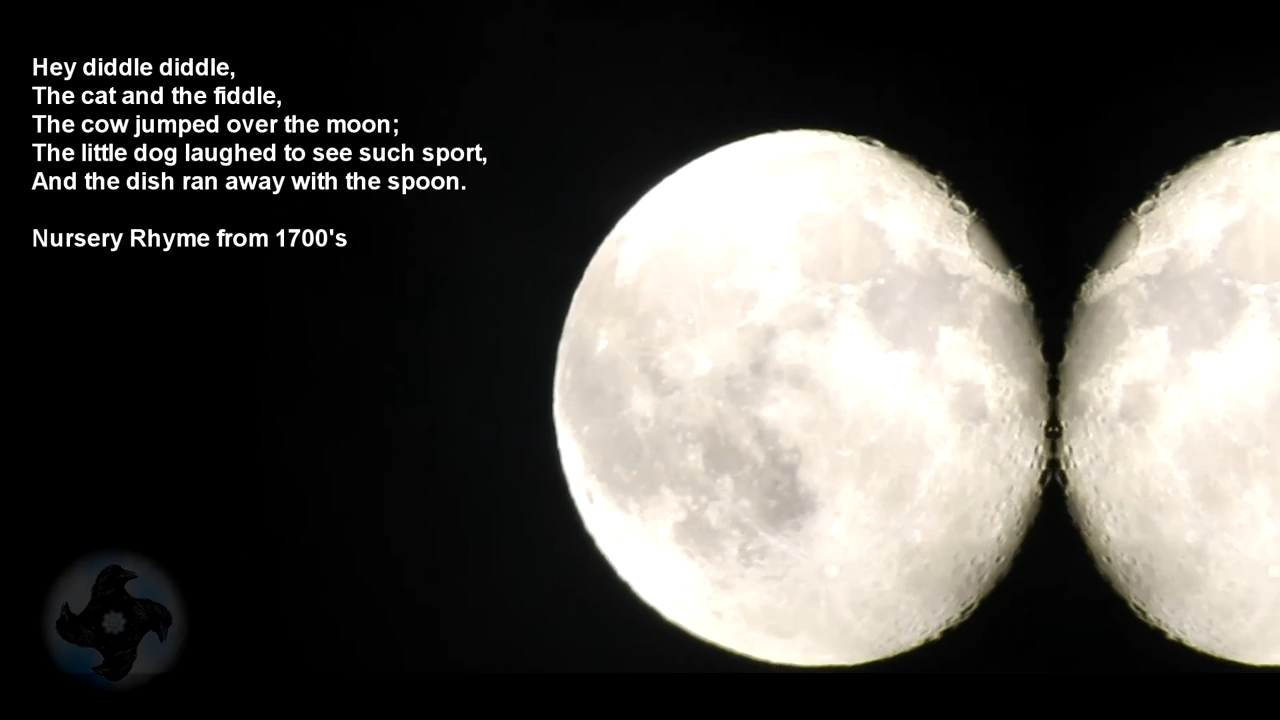 Hey diddle diddle,
The cat and the fiddle,
The cow jumped over the moon;
The little dog laughed to see such sport,
And the dish ran away with the spoon.
Nursery Rhyme from 1700's